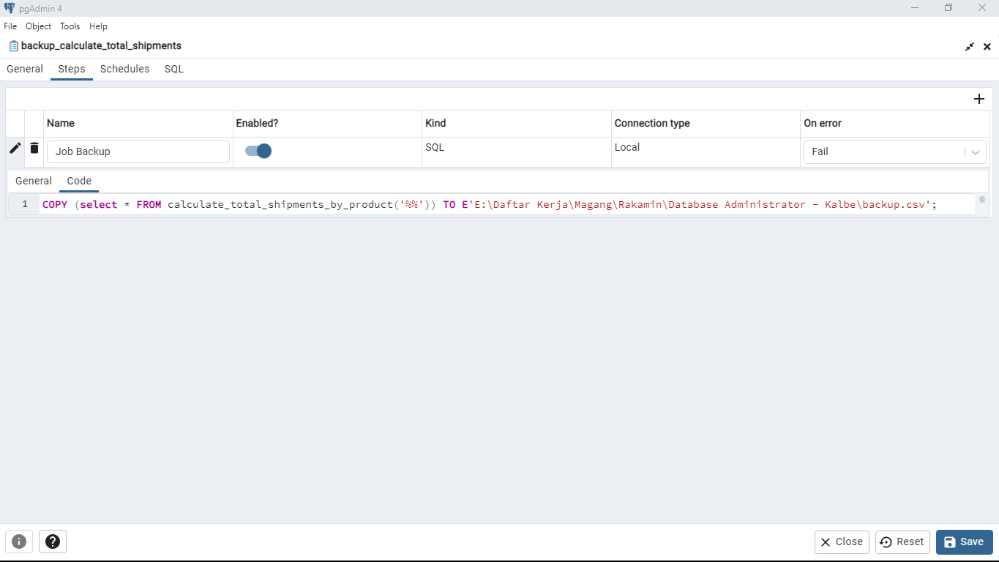 pgAdmin 4
File Object Tools Help
backup_calculate_total_shipments
General Steps Schedules SQL
Name Enabled? Kind Connection type On error
Job Backup SQL Local Fail
General Code
1 COPY (select * FROM calculate_total_shipments_by_product('%%')) TO E'E:\Daftar Kerja\Magang\Rakamin\Database Administrator - Kalbe\backup.csv';
Close Reset Save